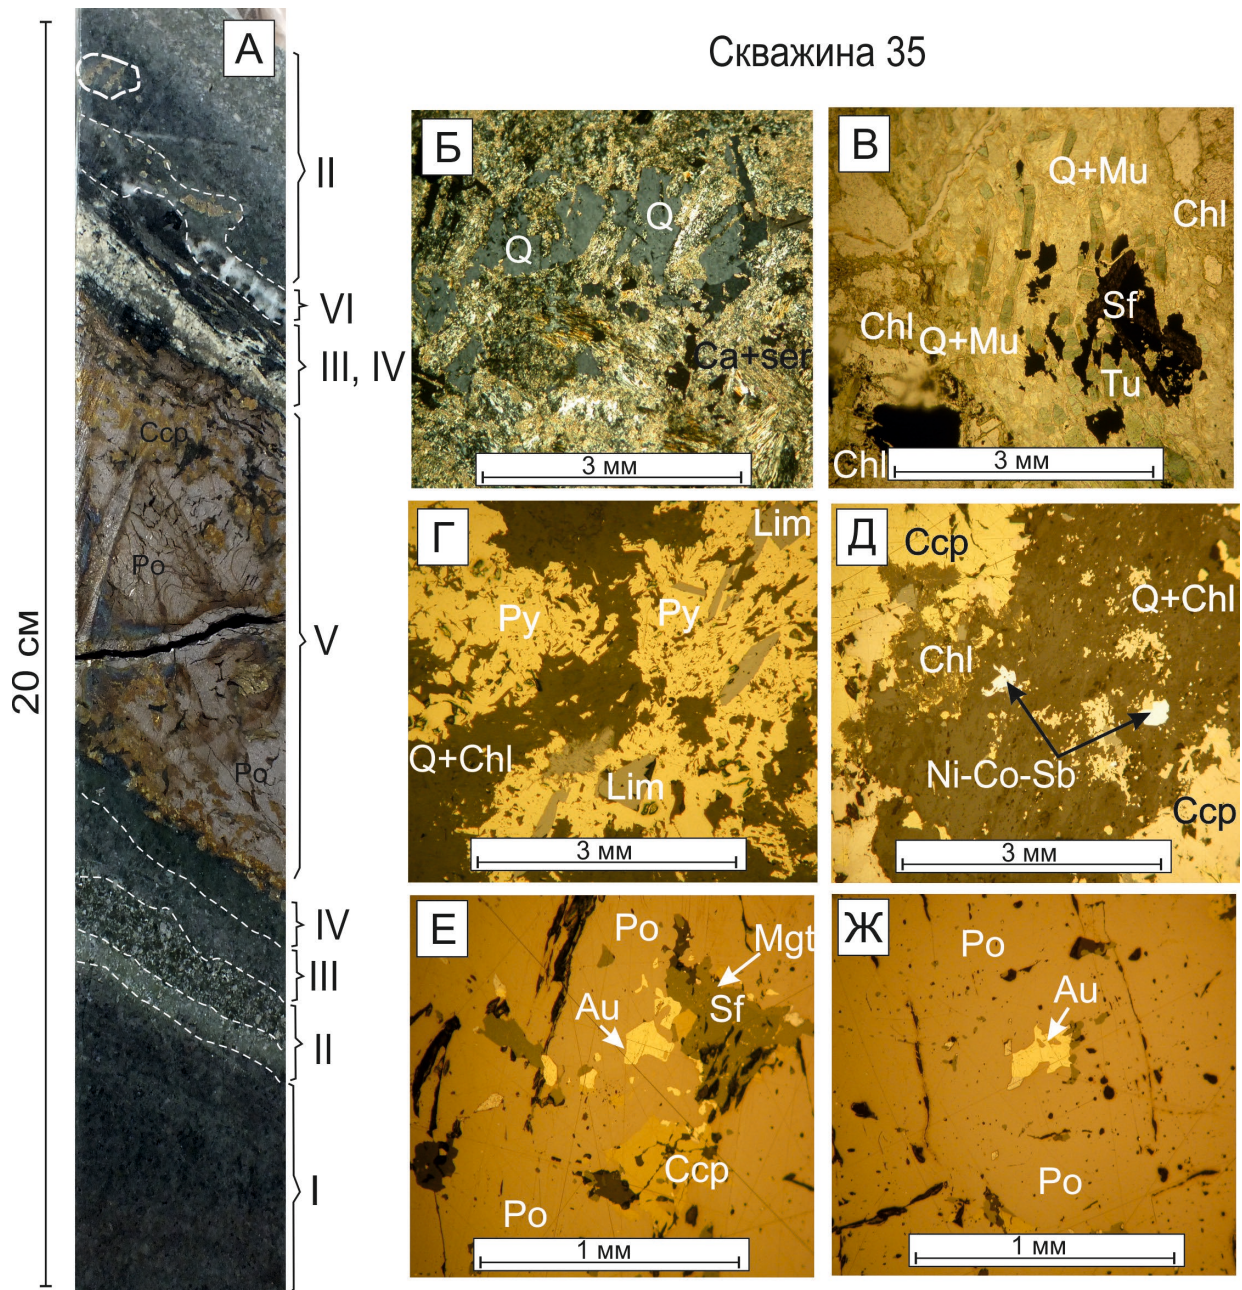 Скважина 35
А
20 см
II
VI
III, IV
V
IV
III
II
I
Ccp
Po
Po
Б
Q
Q
Ca+ser
3 мм
В
Q+Mu
Chl
Sf
Chl
Q+Mu
Tu
Chl
3 мм
Г
Lim
Py
Py
Q+Chl
Lim
3 мм
Д
Ccp
Q+Chl
Chl
Ni-Co-Sb
Ccp
3 мм
Е
Po
Mgt
Au
Sf
Ccp
Po
1 мм
Ж
Po
Au
Po
1 мм